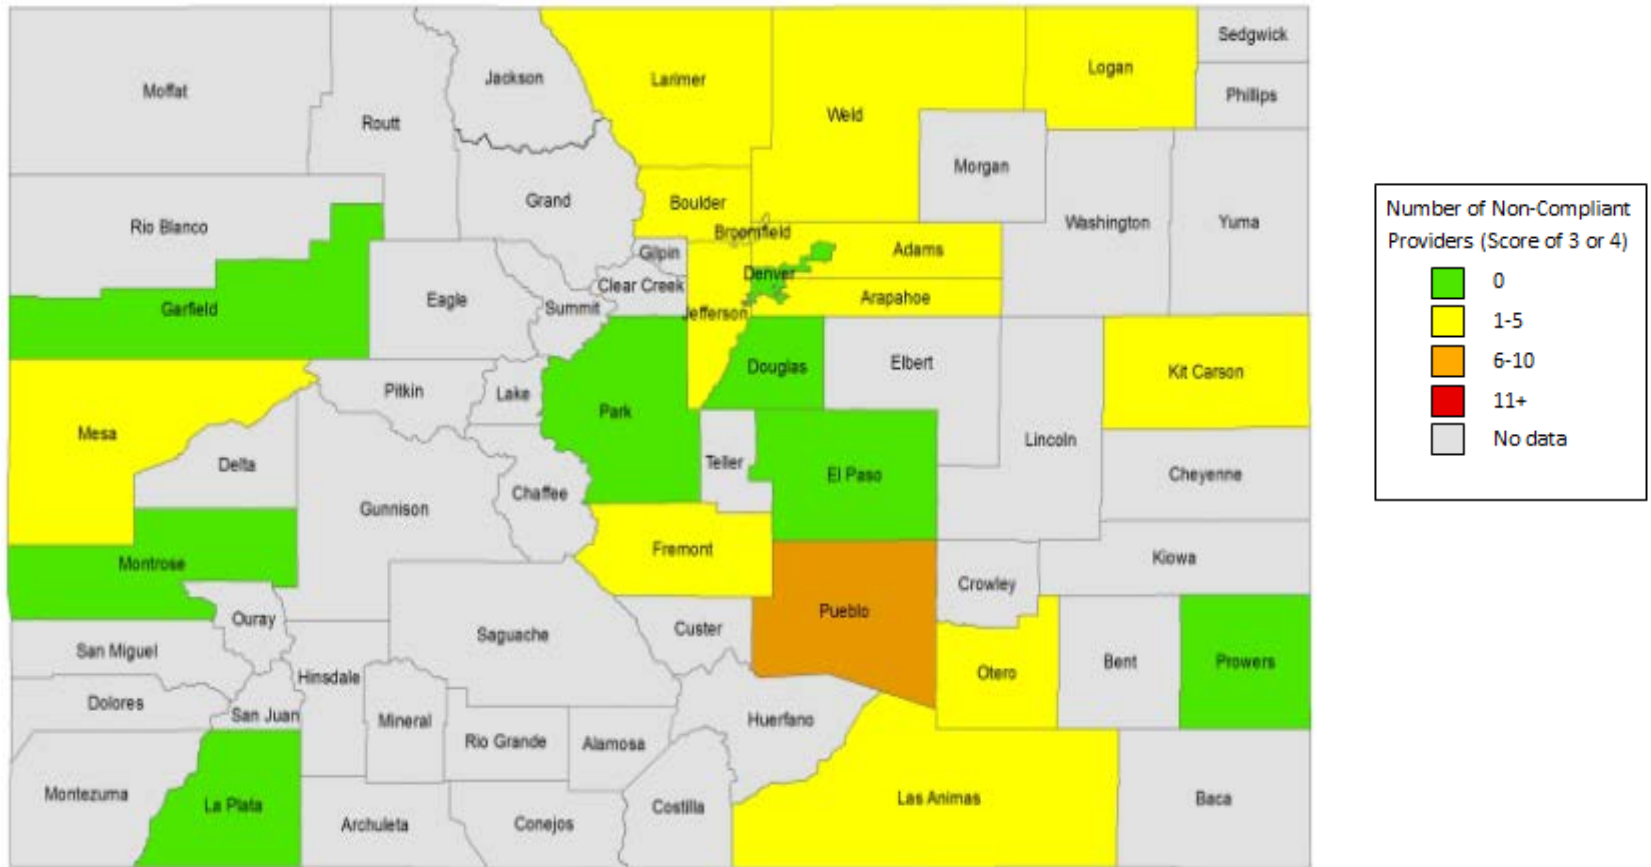 Sedgwick
Jackson
Larimer
Logan
Moffat
Phillips
Weld
Routt
Morgan
Grand
Boulder
Rio Blanco
Washington
Yuma
Broomfield
Gilpin
Adams
Denver
Clear Creek
Eagle
Arapahoe
Garfield
Summit
Jefferson
Elbert
Douglas
Kit Carson
Pitkin
Lake
Park
Mesa
Lincoln
Delta
Teller
El Paso
Cheyenne
Chaffee
Gunnison
Fremont
Kiowa
Montrose
Crowley
Pueblo
Ouray
Custer
Saguache
San Miguel
Bent
Prowers
Otero
Hinsdale
Dolores
San Juan
Mineral
Huerfano
Rio Grande
Alamosa
Montezuma
Las Animas
Baca
La Plata
Costilla
Archuleta
Conejos
Number of Non-Compliant
Providers (Score of 3 or 4)
0
1-5
6-10
11+
No data